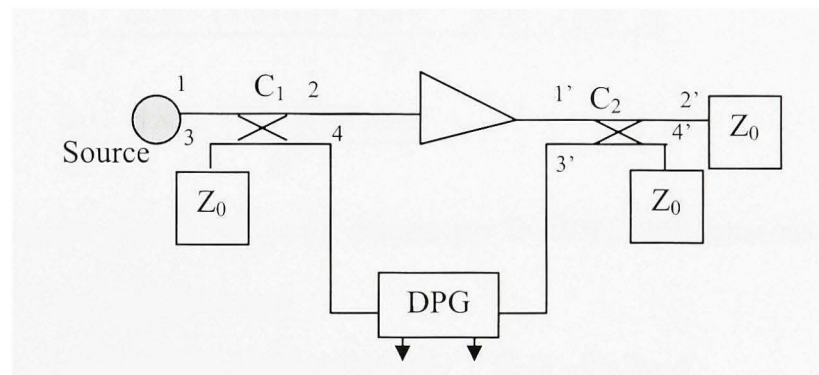 1
C₁
2
1’
C₂
2’
3
4
4’
Z₀
Source
3’
Z₀
Z₀
DPG